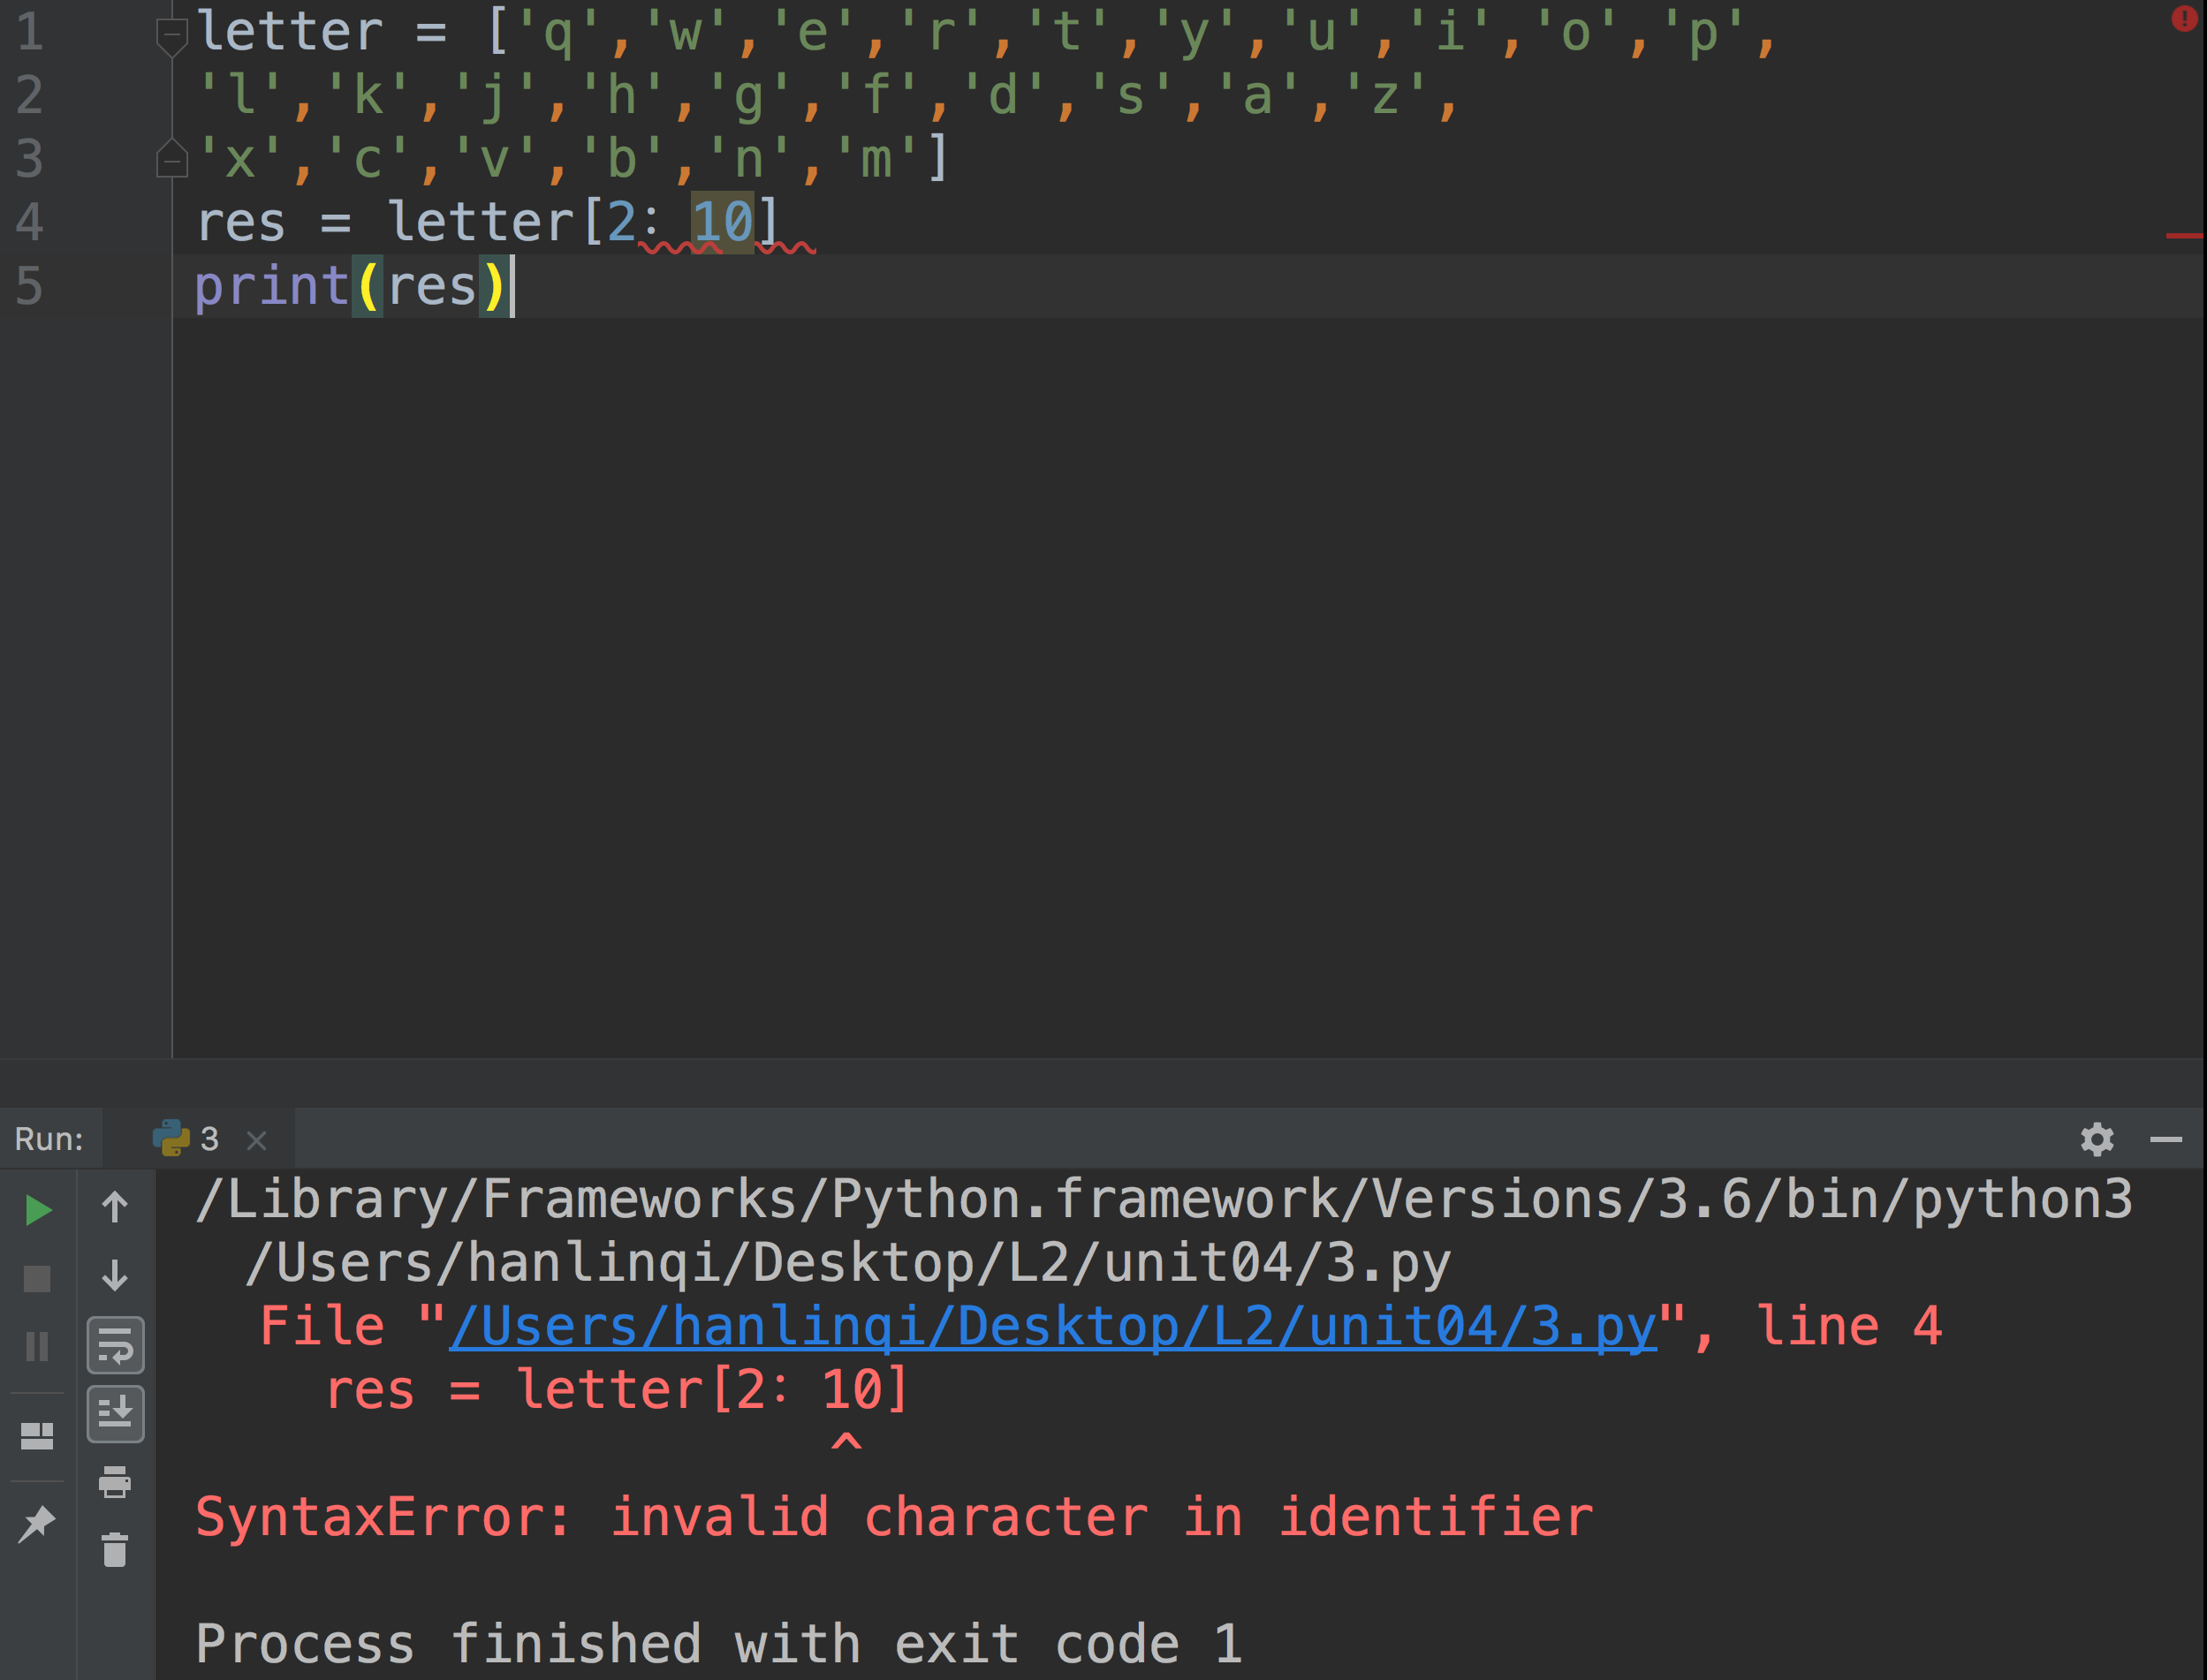 1 letter = ['q','w','e','r','t','y','u','i','o','p',
2 'l','k','j','h','g','f','d','s','a','z',
3 'x','c','v','b','n','m']
4 res = letter[2：10]
5 print(res)
Run: 3
/Library/Frameworks/Python.framework/Versions/3.6/bin/python3
/Users/hanlinqi/Desktop/L2/unit04/3.py
File "/Users/hanlinqi/Desktop/L2/unit04/3.py", line 4
res = letter[2：10]
^
SyntaxError: invalid character in identifier
Process finished with exit code 1